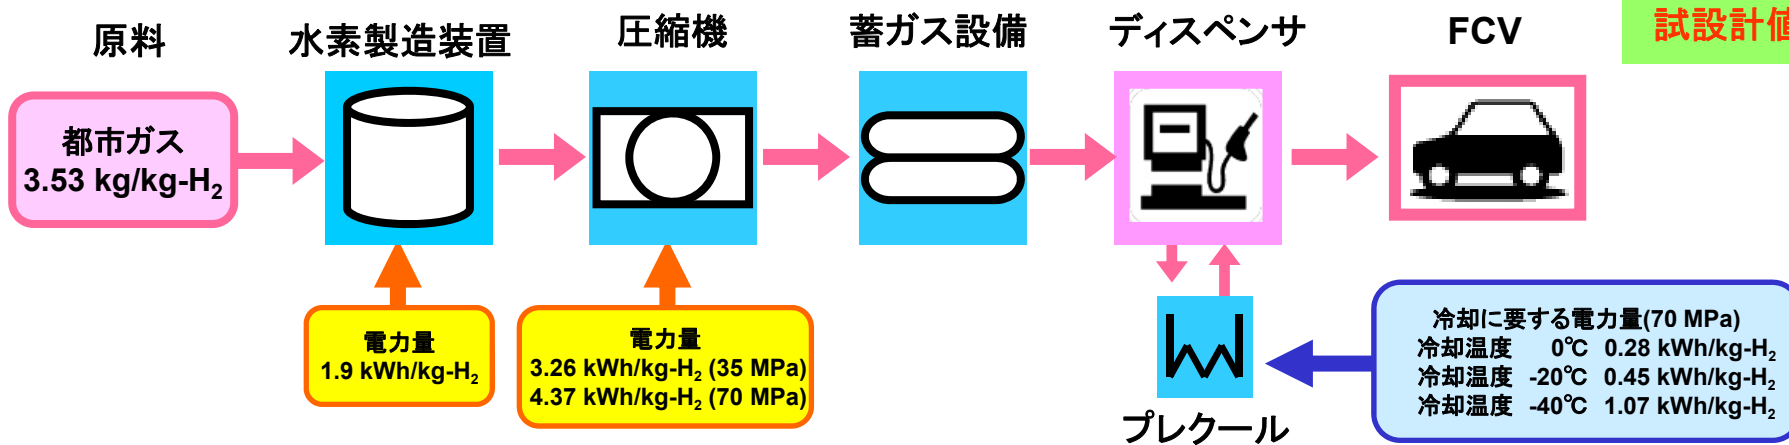 原料
水素製造装置
圧縮機
蓄ガス設備
ディスペンサ
FCV
試設計値
都市ガス
3.53 kg/kg-H₂
電力量
1.9 kWh/kg-H₂
電力量
3.26 kWh/kg-H₂ (35 MPa)
4.37 kWh/kg-H₂ (70 MPa)
プレクール
冷却に要する電力量(70 MPa)
冷却温度 0℃ 0.28 kWh/kg-H₂
冷却温度 -20℃ 0.45 kWh/kg-H₂
冷却温度 -40℃ 1.07 kWh/kg-H₂